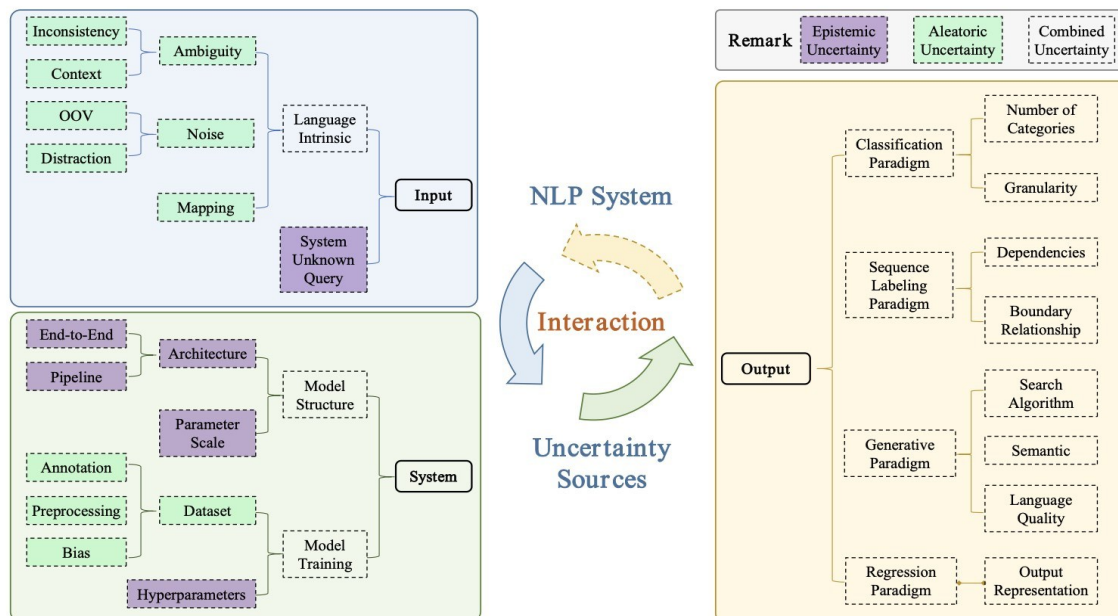 Inconsistency
Context
Ambiguity
OOV
Distraction
Noise
Mapping
Language
Intrinsic
System
Unknown
Query
Input
End-to-End
Pipeline
Architecture
Parameter
Scale
Model
Structure
Annotation
Preprocessing
Bias
Dataset
Hyperparameters
Model
Training
System
NLP System
Interaction
Uncertainty
Sources
Remark
Epistemic
Uncertainty
Aleatoric
Uncertainty
Combined
Uncertainty
Output
Classification
Paradigm
Number of
Categories
Granularity
Sequence
Labeling
Paradigm
Dependencies
Boundary
Relationship
Generative
Paradigm
Search
Algorithm
Semantic
Language
Quality
Regression
Paradigm
Output
Representation